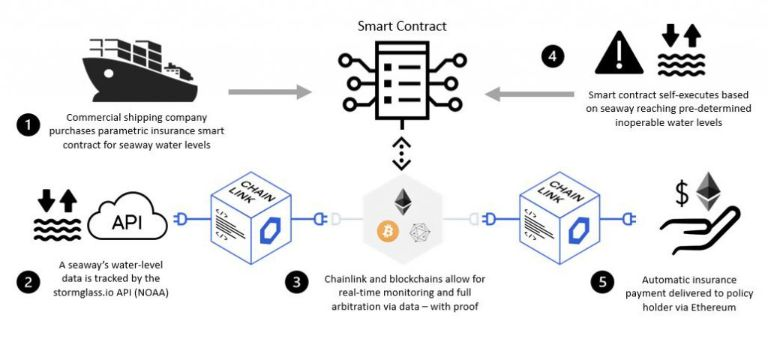 Smart Contract
1
Commercial shipping company
purchases parametric insurance smart
contract for seaway water levels
4
Smart contract self-executes based
on seaway reaching pre-determined
inoperable water levels
API
CHAIN
LINK
</>
</>
CHAIN
LINK
</>
</>
$
2
A seaway's water-level
data is tracked by the
stormglass.io API (NOAA)
3
Chainlink and blockchains allow for
real-time monitoring and full
arbitration via data – with proof
5
Automatic insurance
payment delivered to policy
holder via Ethereum